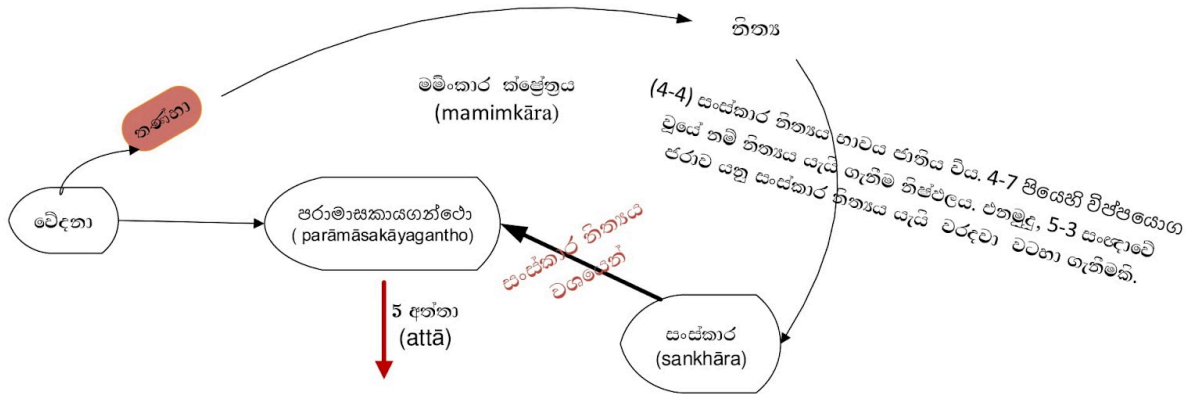 නිත්‍ය
මමිංකාර ක්ෂේත්‍රය
(mamimkāra)
තණහා
(4-4) සංස්කාර නිත්‍යය භාවය ජාතිය විය. 4-7 පියෙහි විප්පයොග
වූයේ නම් නිත්‍යය යැයි ගැනීම නිෂ්ඵලය. එනමුදු, 5-3 සංඥාවේ
ජරාව යනු සංස්කාර නිත්‍යය යැයි වරදවා වටහා ගැනීමකි.
වේදනා
පරාමාසකායගන්ථො
( parāmāsakāyagantho)
සංස්කාර නිත්‍යය
වශයෙන්
5 අත්තා
(attā)
සංස්කාර
(sankhāra)